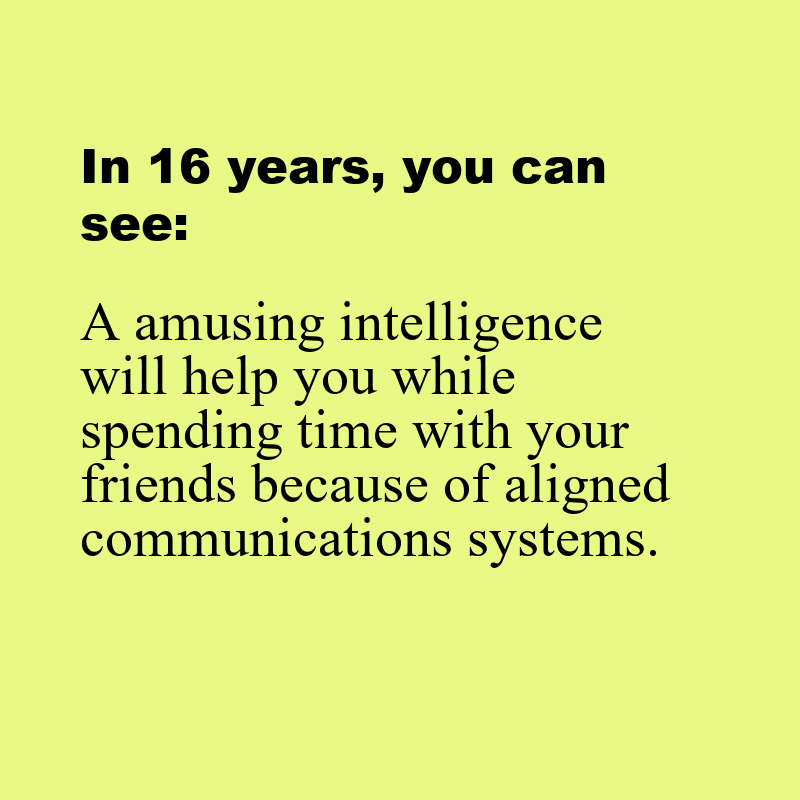 In 16 years, you can
see:
A amusing intelligence
will help you while
spending time with your
friends because of aligned
communications systems.